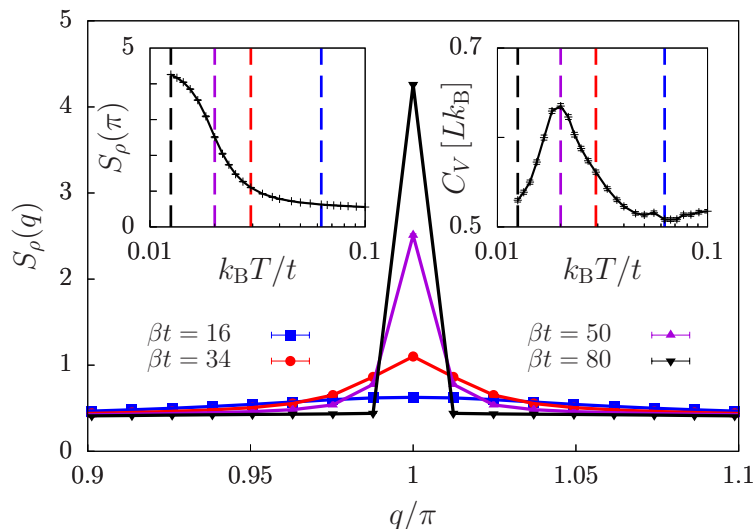 S_ρ(q)
5
4
3
2
1
0
0.9
0.95
1
1.05
1.1
q/π
S_ρ(π)
5
0
0.01
0.1
k_B T/t
C_V [Lk_B]
0.7
0.5
0.01
0.1
k_B T/t
βt = 16
βt = 34
βt = 50
βt = 80